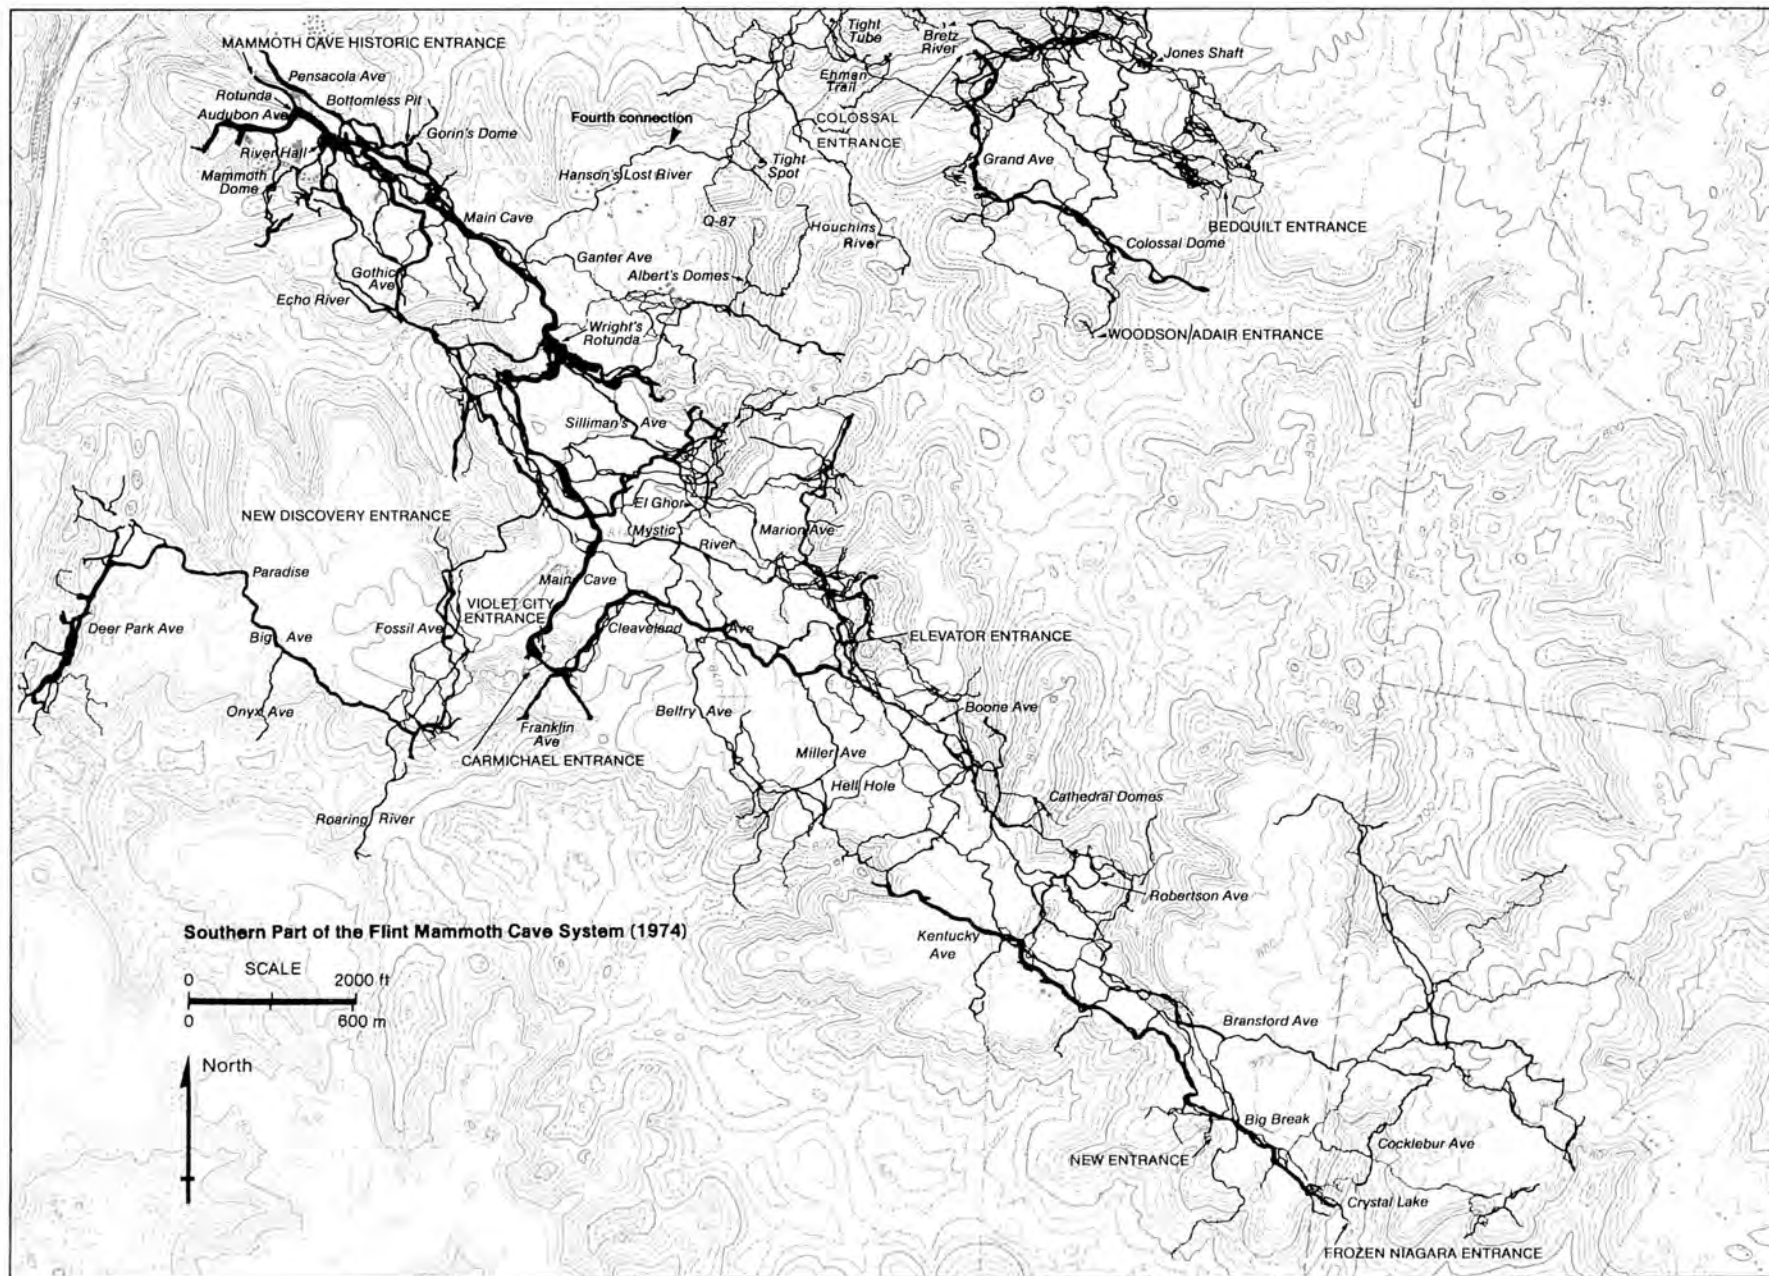 MAMMOTH CAVE HISTORIC ENTRANCE
Pensacola Ave
Rotunda
Bottomless Pit
Audubon Ave
Gorin's Dome
River Hall
Mammoth
Dome
Main Cave
Gothic
Ave
Echo River
Tight
Tube
Bretz
River
Jones Shaft
Ehman
Trail
COLOSSAL
ENTRANCE
Fourth connection
Hanson's Lost River
Tight
Spot
Grand Ave
Q-87
Houchins
River
BEDQUILT ENTRANCE
Colossal Dome
Ganter Ave
Albert's Domes
Wright's
Rotunda
WOODSON/ADAIR ENTRANCE
Silliman's Ave
El Ghor
Mystic
River
Marion Ave
NEW DISCOVERY ENTRANCE
Paradise
Main Cave
VIOLET CITY
ENTRANCE
Deer Park Ave
Big Ave
Fossil Ave
Cleaveland Ave
ELEVATOR ENTRANCE
Onyx Ave
Franklin
Ave
Belfry Ave
Boone Ave
CARMICHAEL ENTRANCE
Miller Ave
Hell Hole
Cathedral Domes
Roaring River
Robertson Ave
Kentucky
Ave
Bransford Ave
Big Break
Cocklebur Ave
NEW ENTRANCE
Crystal Lake
FROZEN NIAGARA ENTRANCE
Southern Part of the Flint Mammoth Cave System (1974)
SCALE
0 2000 ft
0 600 m
North